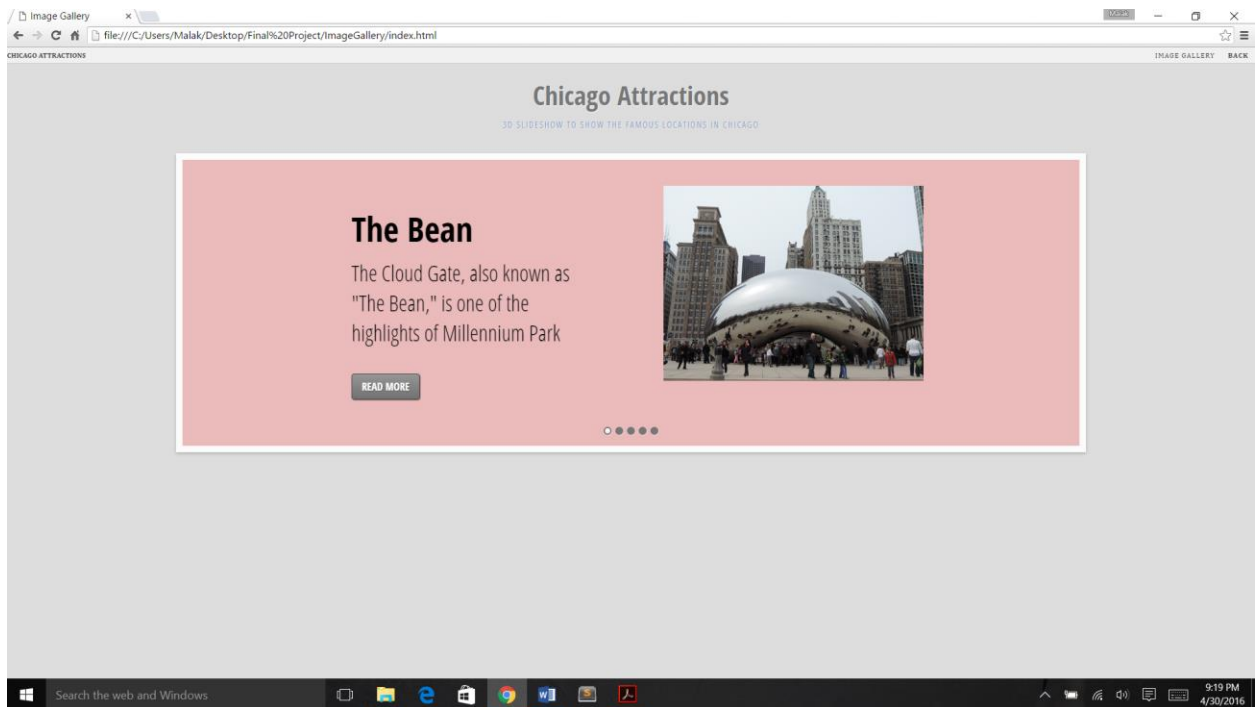 Image Gallery
Malak
file:///C:/Users/Malak/Desktop/Final%20Project/ImageGallery/index.html
CHICAGO ATTRACTIONS
IMAGE GALLERY BACK
Chicago Attractions
3D SLIDESHOW TO SHOW THE FAMOUS LOCATIONS IN CHICAGO
The Bean
The Cloud Gate, also known as
"The Bean," is one of the
highlights of Millennium Park
READ MORE
Search the web and Windows
9:19 PM
4/30/2016